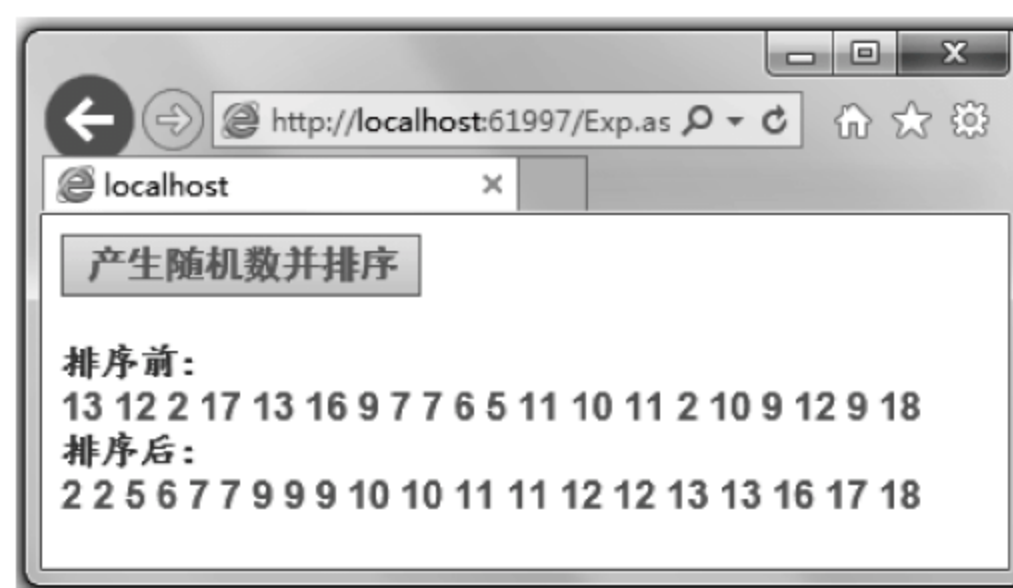 http://localhost:61997/Exp.as
localhost
产生随机数并排序
排序前:
13 12 2 17 13 16 9 7 7 6 5 11 10 11 2 10 9 12 9 18
排序后:
2 2 5 6 7 7 9 9 9 10 10 11 11 12 12 13 13 16 17 18